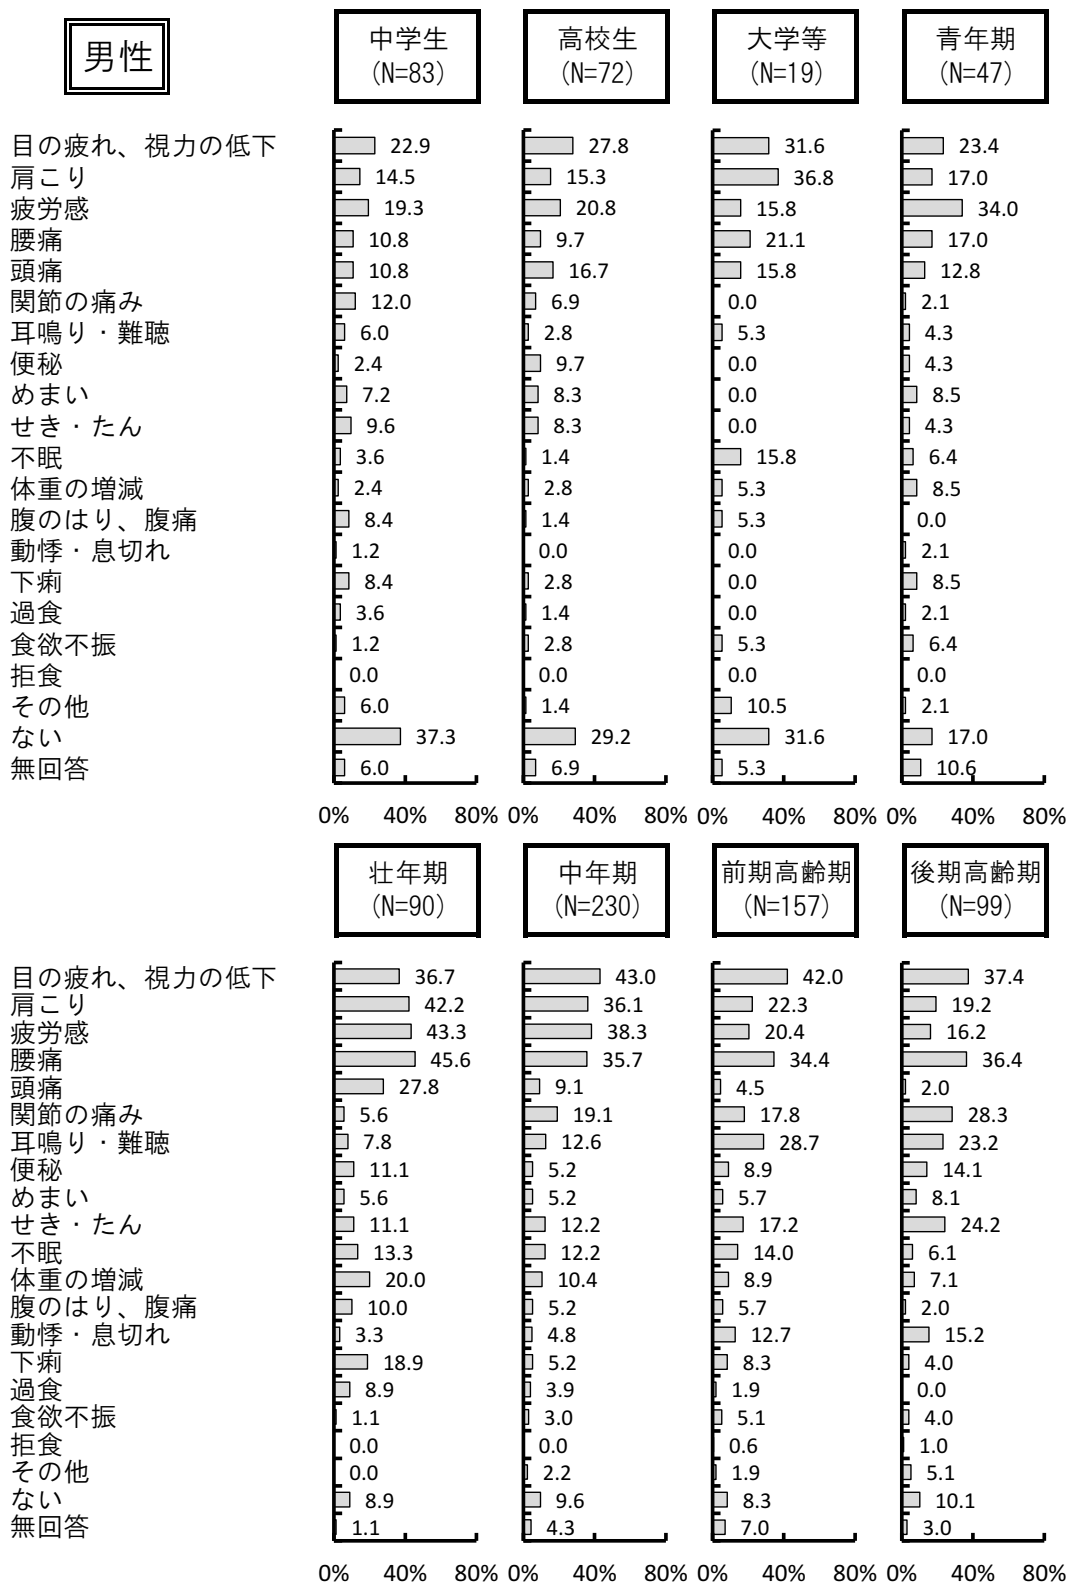 男性
中学生 高校生 大学等 青年期
(N=83) (N=72) (N=19) (N=47)
目の疲れ、視力の低下 22.9 27.8 31.6 23.4
肩こり 14.5 15.3 36.8 17.0
疲労感 19.3 20.8 15.8 34.0
腰痛 10.8 9.7 21.1 17.0
頭痛 10.8 16.7 15.8 12.8
関節の痛み 12.0 6.9 0.0 2.1
耳鳴り・難聴 6.0 2.8 5.3 4.3
便秘 2.4 9.7 0.0 4.3
めまい 7.2 8.3 0.0 8.5
せき・たん 9.6 8.3 0.0 4.3
不眠 3.6 1.4 15.8 6.4
体重の増減 2.4 2.8 5.3 8.5
腹のはり、腹痛 8.4 1.4 5.3 0.0
動悸・息切れ 1.2 0.0 0.0 2.1
下痢 8.4 2.8 0.0 8.5
過食 3.6 1.4 0.0 2.1
食欲不振 1.2 2.8 5.3 6.4
拒食 0.0 0.0 0.0 0.0
その他 6.0 1.4 10.5 2.1
ない 37.3 29.2 31.6 17.0
無回答 6.0 6.9 5.3 10.6
0% 40% 80% 0% 40% 80% 0% 40% 80% 0% 40% 80%
壮年期 中年期 前期高齢期 後期高齢期
(N=90) (N=230) (N=157) (N=99)
目の疲れ、視力の低下 36.7 43.0 42.0 37.4
肩こり 42.2 36.1 22.3 19.2
疲労感 43.3 38.3 20.4 16.2
腰痛 45.6 35.7 34.4 36.4
頭痛 27.8 9.1 4.5 2.0
関節の痛み 5.6 19.1 17.8 28.3
耳鳴り・難聴 7.8 12.6 28.7 23.2
便秘 11.1 5.2 8.9 14.1
めまい 5.6 5.2 5.7 8.1
せき・たん 11.1 12.2 17.2 24.2
不眠 13.3 12.2 14.0 6.1
体重の増減 20.0 10.4 8.9 7.1
腹のはり、腹痛 10.0 5.2 5.7 2.0
動悸・息切れ 3.3 4.8 12.7 15.2
下痢 18.9 5.2 8.3 4.0
過食 8.9 3.9 1.9 0.0
食欲不振 1.1 3.0 5.1 4.0
拒食 0.0 0.0 0.6 1.0
その他 0.0 2.2 1.9 5.1
ない 8.9 9.6 8.3 10.1
無回答 1.1 4.3 7.0 3.0
0% 40% 80% 0% 40% 80% 0% 40% 80% 0% 40% 80%